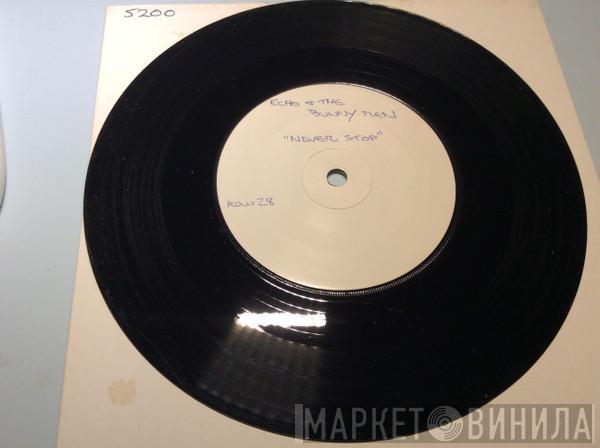 5200
ECHO & THE
BUNNY MEN
"NEVER STOP"
KOW 28
МАРКЕТ ВИНИЛА